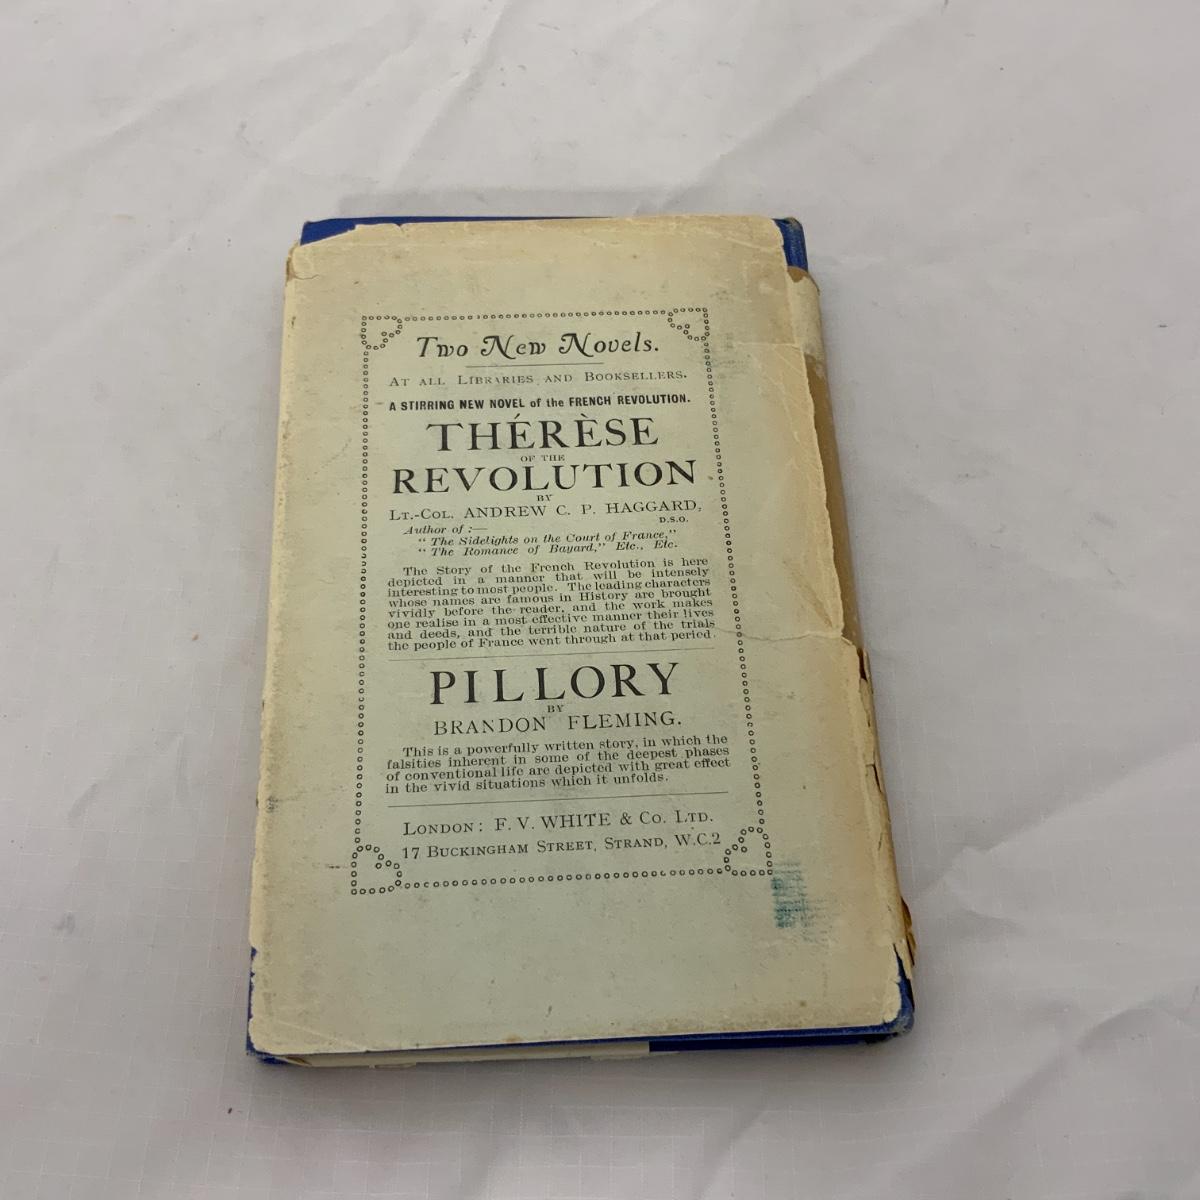 Two New Novels.
At all Libraries and Booksellers.
A STIRRING NEW NOVEL of the FRENCH REVOLUTION.
THÉRÈSE
OF THE
REVOLUTION
BY
Lt.-Col. ANDREW C. P. HAGGARD,
D.S.O.
Author of :—
" The Sidelights on the Court of France,"
" The Romance of Bayard," Etc., Etc.
The Story of the French Revolution is here
depicted in a manner that will be intensely
interesting to most people. The leading characters
whose names are famous in History are brought
vividly before the reader, and the work makes
one realise in a most effective manner their lives
and deeds, and the terrible nature of the trials
the people of France went through at that period.
PILLORY
BY
BRANDON FLEMING.
This is a powerfully written story, in which the
falsities inherent in some of the deepest phases
of conventional life are depicted with great effect
in the vivid situations which it unfolds.
London: F. V. WHITE & Co. Ltd.
17 Buckingham Street, Strand, W.C.2